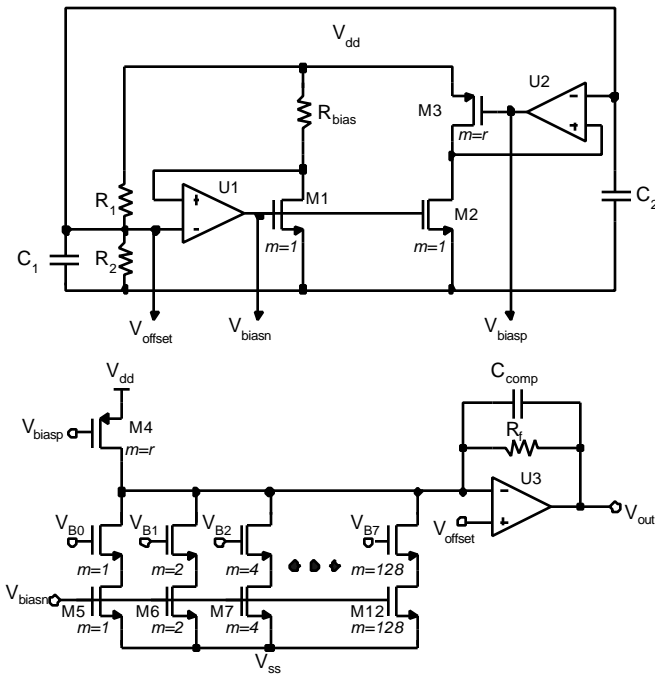 V_dd
U2
M3
R_bias
m=r
- +
U1
R_1
+ -
M1
M2
C_2
R_2
C_1
m=1
m=1
V_offset
V_biasn
V_biasp
V_dd
C_comp
V_biasp
M4
R_f
m=r
U3
-
V_out
V_B0
V_B1
V_B2
V_B7
V_offset
+
m=1
m=2
m=4
m=128
V_biasn
M5
M6
M7
M12
m=1
m=2
m=4
m=128
V_ss